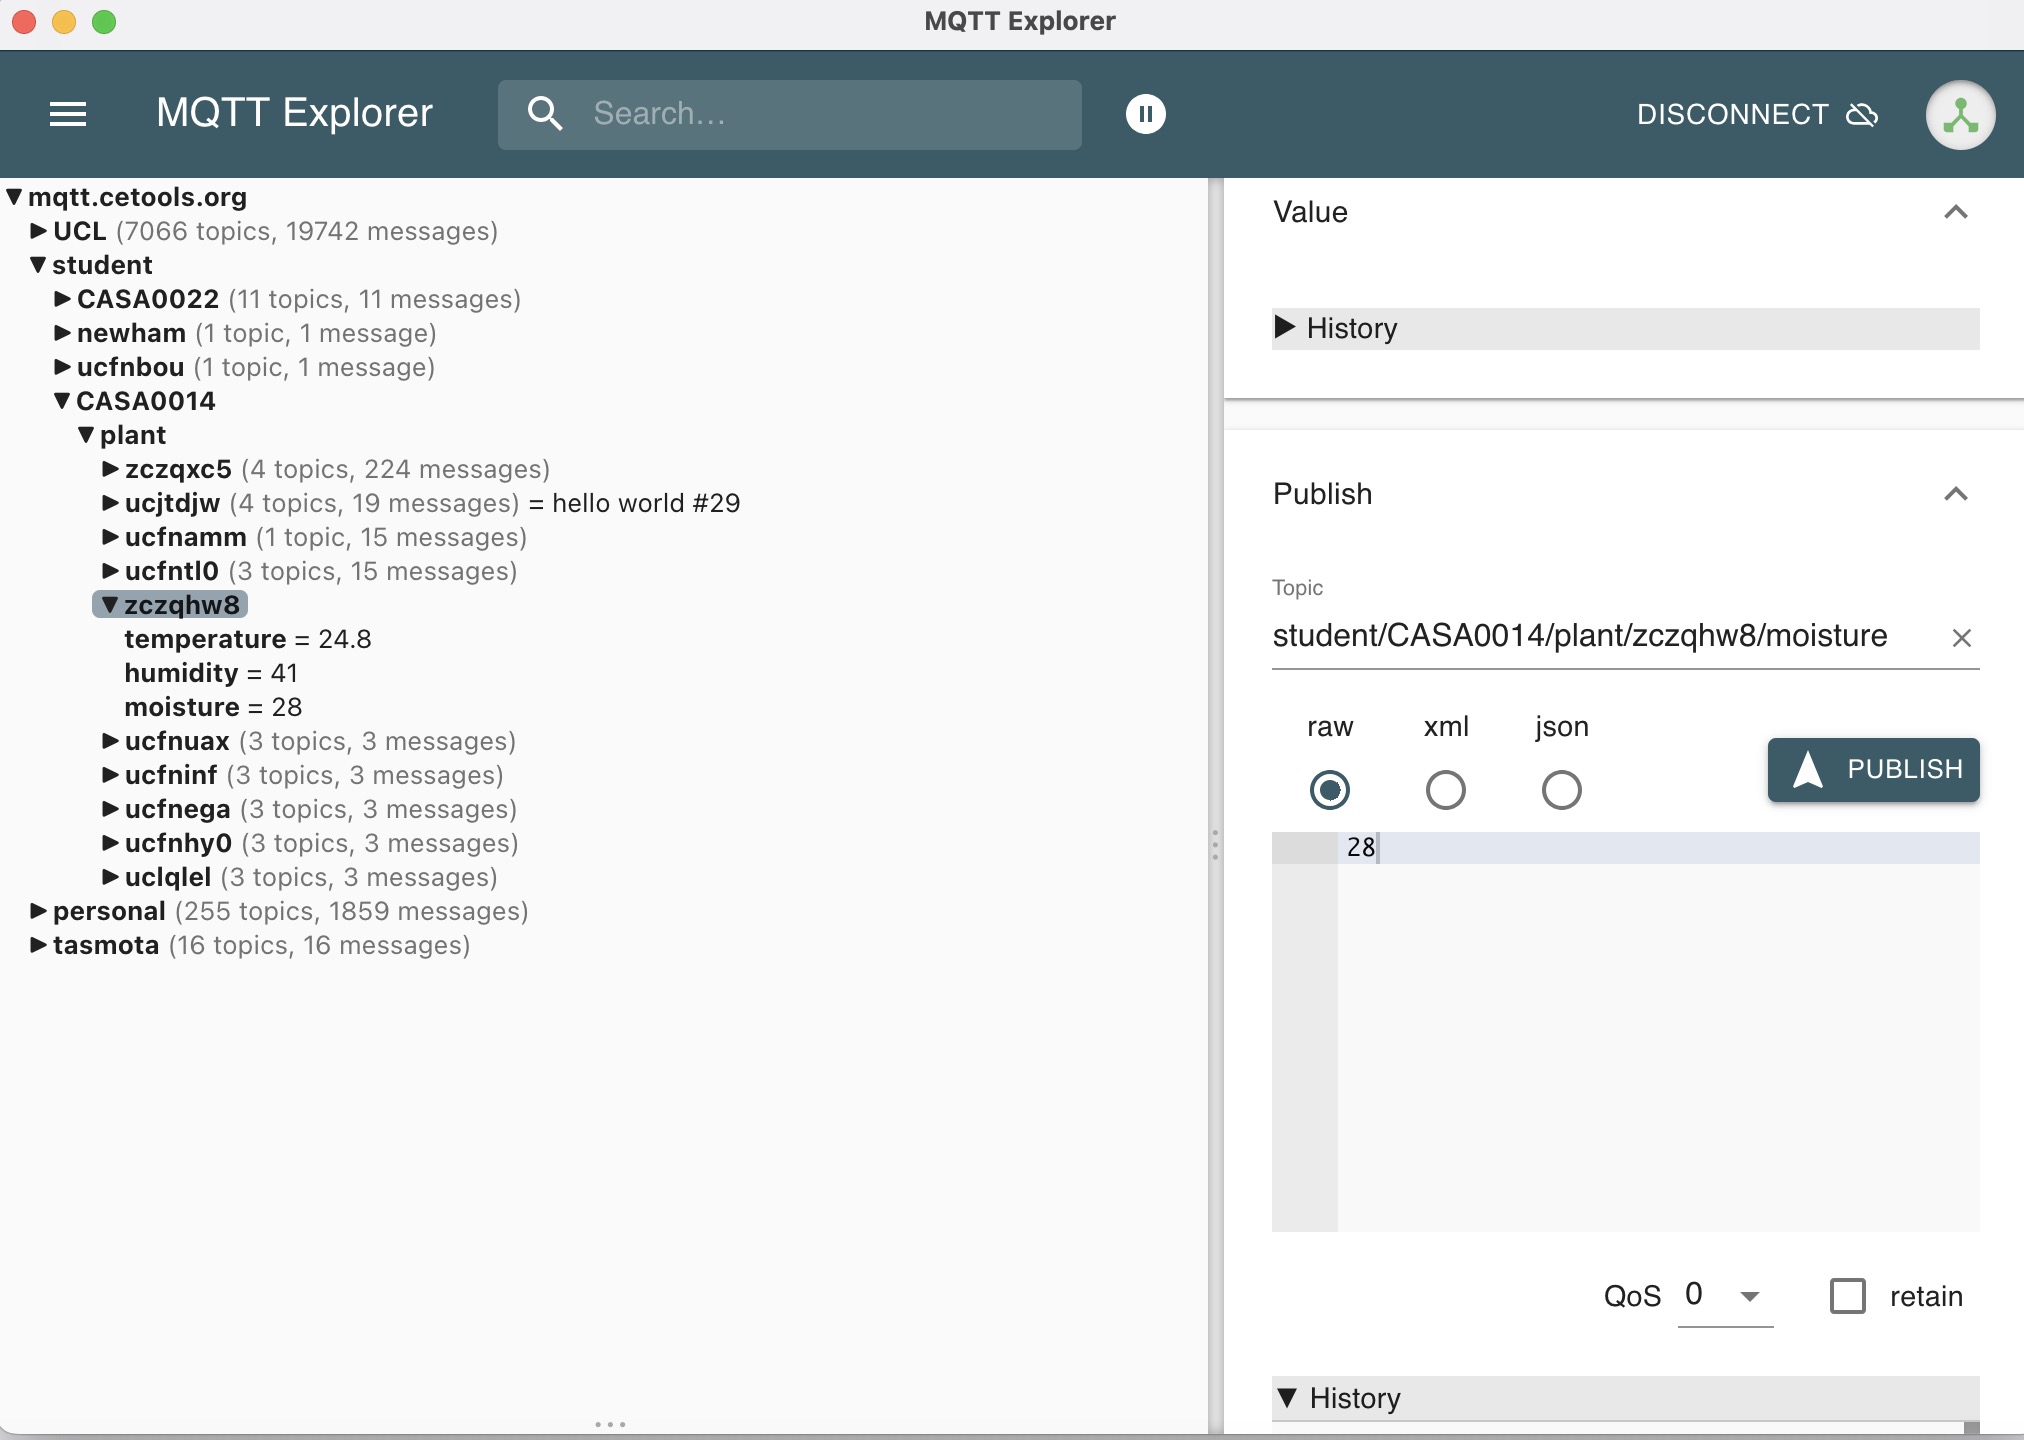 MQTT Explorer
MQTT Explorer
Search...
DISCONNECT
▼ mqtt.cetools.org
▶ UCL (7066 topics, 19742 messages)
▼ student
▶ CASA0022 (11 topics, 11 messages)
▶ newham (1 topic, 1 message)
▶ ucfnbou (1 topic, 1 message)
▼ CASA0014
▼ plant
▶ zczqxc5 (4 topics, 224 messages)
▶ ucjtdjw (4 topics, 19 messages) = hello world #29
▶ ucfnamm (1 topic, 15 messages)
▶ ucfntl0 (3 topics, 15 messages)
▼ zczqhw8
temperature = 24.8
humidity = 41
moisture = 28
▶ ucfnuax (3 topics, 3 messages)
▶ ucfninf (3 topics, 3 messages)
▶ ucfnega (3 topics, 3 messages)
▶ ucfnhy0 (3 topics, 3 messages)
▶ uclqlel (3 topics, 3 messages)
▶ personal (255 topics, 1859 messages)
▶ tasmota (16 topics, 16 messages)
Value
▶ History
Publish
Topic
student/CASA0014/plant/zczqhw8/moisture
raw xml json
PUBLISH
28
QoS 0 retain
▼ History